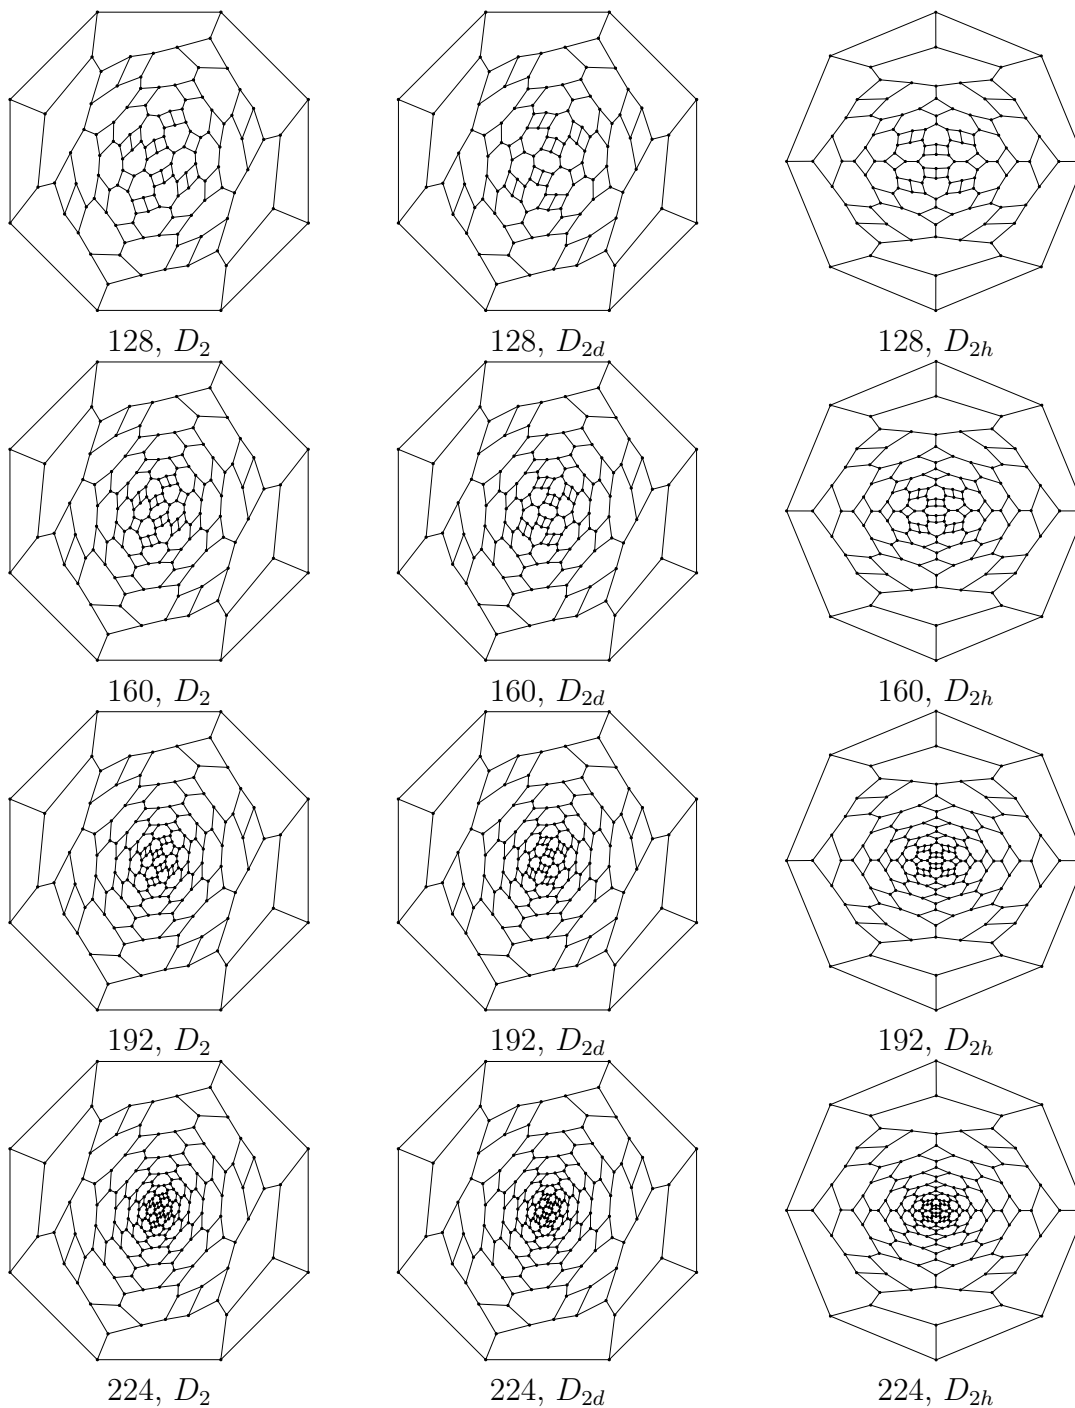 128, D₂ 128, D₂d 128, D₂h
160, D₂ 160, D₂d 160, D₂h
192, D₂ 192, D₂d 192, D₂h
224, D₂ 224, D₂d 224, D₂h